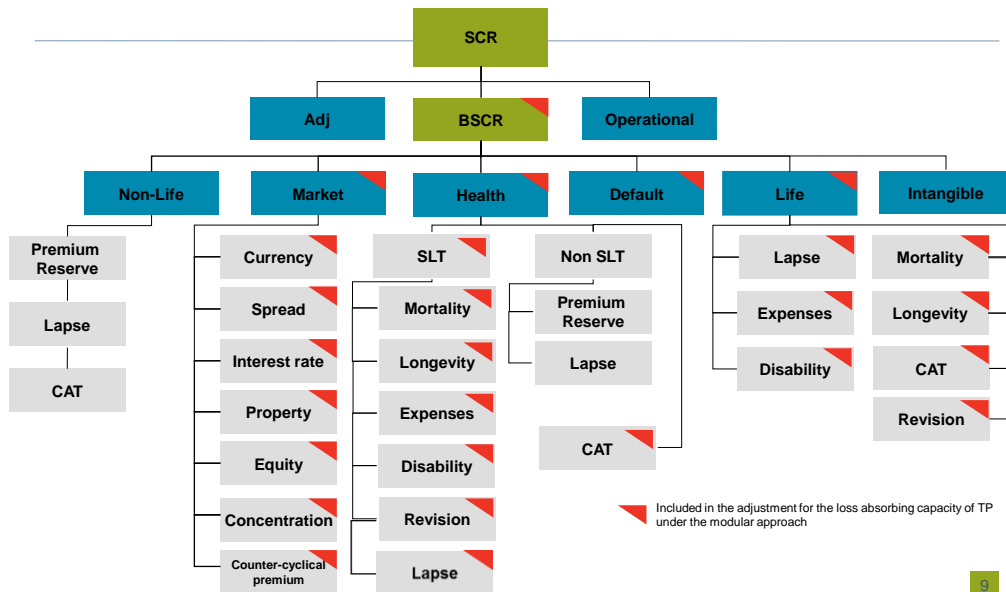 SCR
Adj
BSCR
Operational
Non-Life
Market
Health
Default
Life
Intangible
Premium
Reserve
Lapse
CAT
Currency
Spread
Interest rate
Property
Equity
Concentration
Counter-cyclical
premium
SLT
Mortality
Longevity
Expenses
Disability
Revision
Lapse
Non SLT
Premium
Reserve
Lapse
CAT
Lapse
Expenses
Disability
Mortality
Longevity
CAT
Revision
Included in the adjustment for the loss absorbing capacity of TP
under the modular approach
9